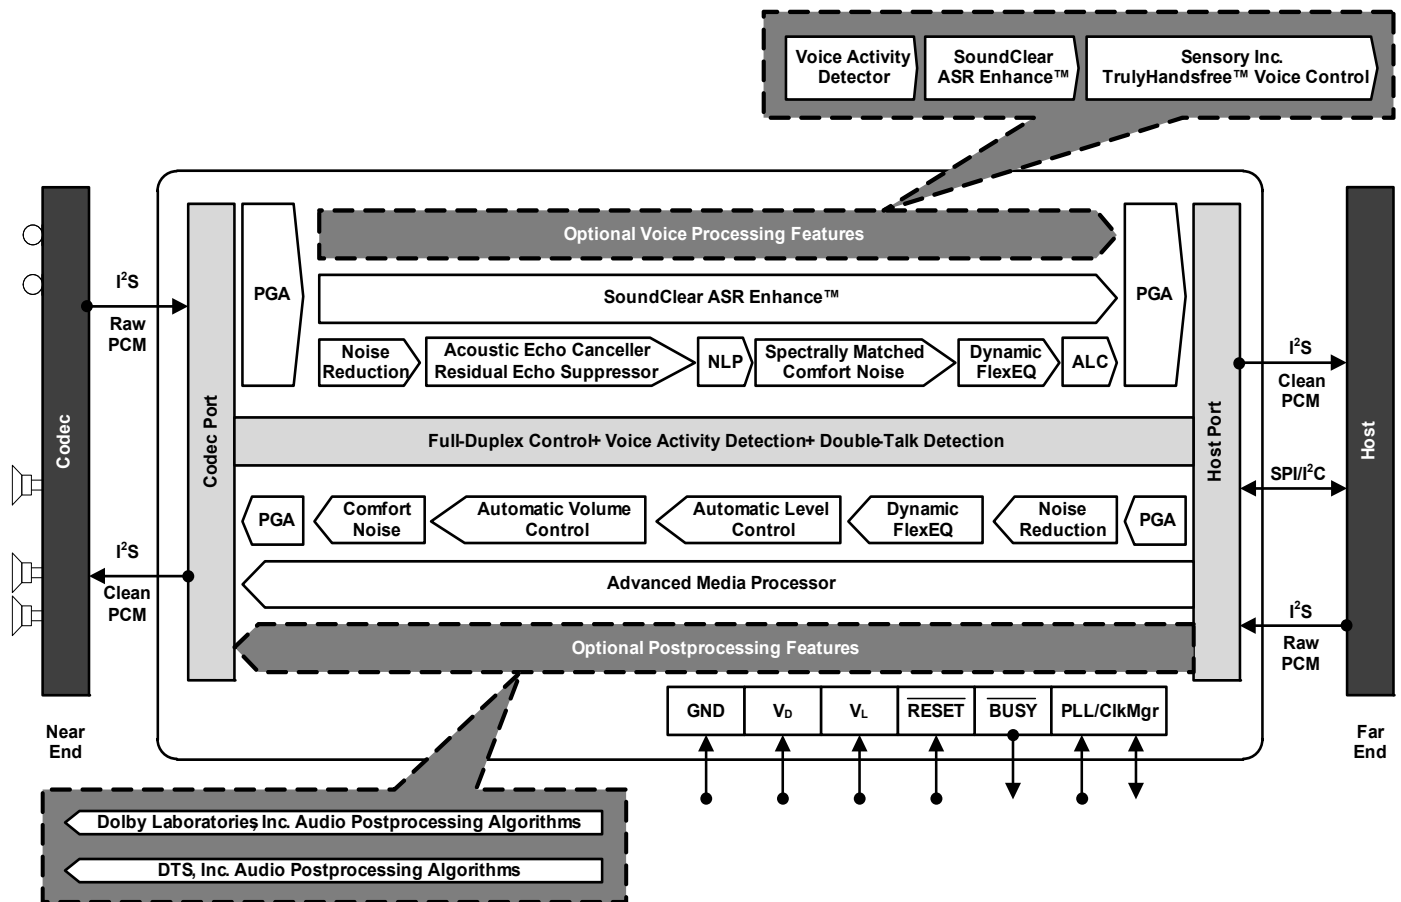 Voice Activity
Detector
SoundClear
ASR Enhance™
Sensory Inc.
TrulyHandsfree™ Voice Control
Optional Voice Processing Features
PGA
SoundClear ASR Enhance™
PGA
Noise
Reduction
Acoustic Echo Canceller
Residual Echo Suppressor
NLP
Spectrally Matched
Comfort Noise
Dynamic
FlexEQ
ALC
I²S
Raw
PCM
I²S
Clean
PCM
Codec
Codec Port
Full-Duplex Control+ Voice Activity Detection+ Double-Talk Detection
Host Port
Host
SPI/I²C
PGA
Comfort
Noise
Automatic Volume
Control
Automatic Level
Control
Dynamic
FlexEQ
Noise
Reduction
PGA
I²S
Clean
PCM
Advanced Media Processor
I²S
Raw
PCM
Optional Postprocessing Features
Near
End
GND
VD
VL
RESET
BUSY
PLL/ClkMgr
Far
End
Dolby Laboratories, Inc. Audio Postprocessing Algorithms
DTS, Inc. Audio Postprocessing Algorithms